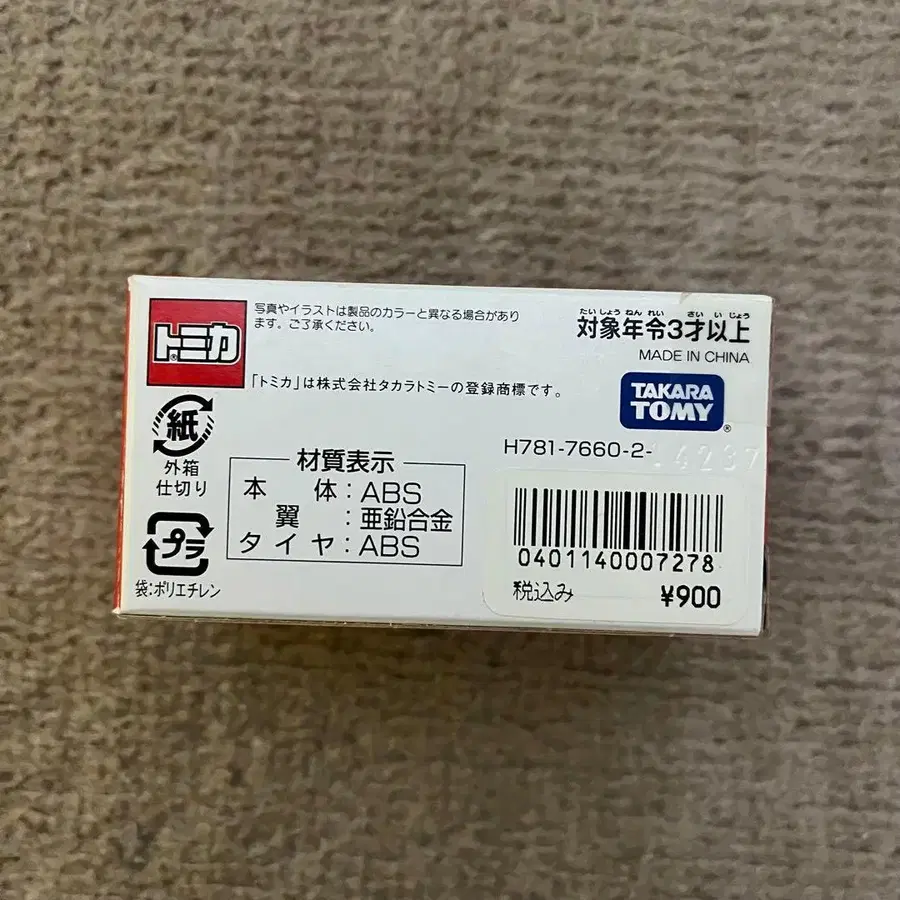 トミカ®
写真やイラストは製品のカラーと異なる場合があり
ます。ご了承ください。
「トミカ」は株式会社タカラトミーの登録商標です。
たいしょうねんれい さいいじょう
対象年令3才以上
MADE IN CHINA
TAKARA
TOMY®
H781-7660-2-
14237
紙
外箱
仕切り
プラ
袋:ポリエチレン
材質表示
本 体:ABS
翼 :亜鉛合金
タイヤ:ABS
0401140007278
税込み ¥900